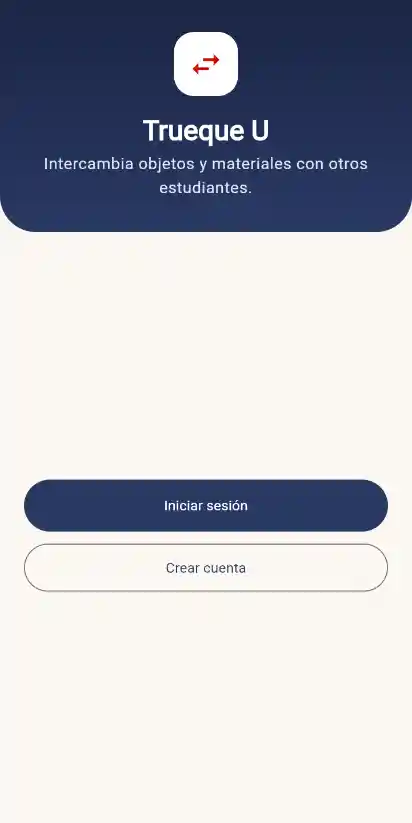 Trueque U
Intercambia objetos y materiales con otros
estudiantes.
Iniciar sesión
Crear cuenta